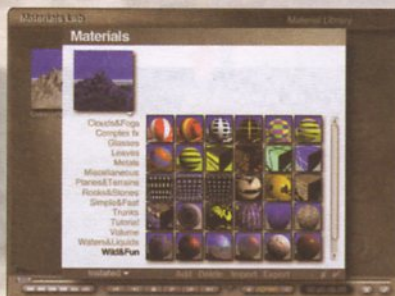 Materials Lab
Material Library
Materials
Clouds&Fogs
Complex fx
Glasses
Leaves
Metals
Miscellaneous
Planes&Terrains
Rocks&Stones
Simple&Fast
Trunks
Tutorial
Volume
Waters&Liquids
Wild&Fun
Installed
Add Delete Import Export